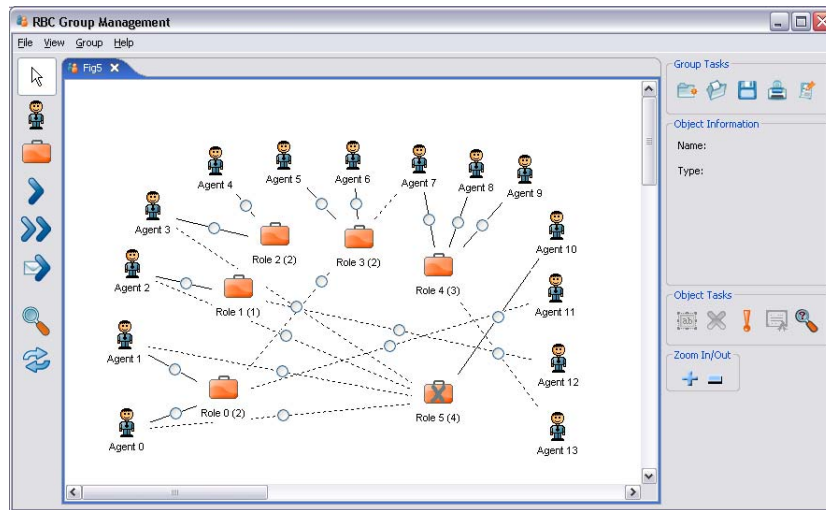 RBC Group Management
File View Group Help
Fig5
Group Tasks
Object Information
Name:
Type:
Agent 4
Agent 5
Agent 6
Agent 7
Agent 8
Agent 9
Agent 3
Agent 10
Role 2 (2)
Role 3 (2)
Agent 2
Role 4 (3)
Agent 11
Role 1 (1)
Object Tasks
ab
Agent 1
Zoom In/Out
Agent 12
Role 0 (2)
Role 5 (4)
Agent 0
Agent 13